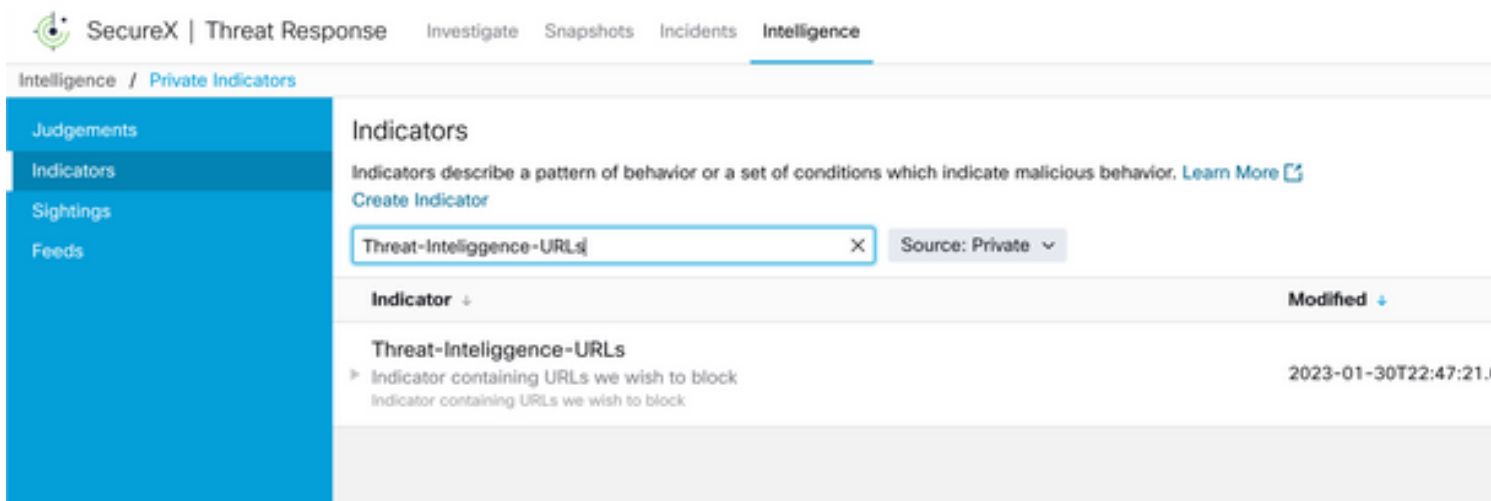 SecureX | Threat Response Investigate Snapshots Incidents Intelligence
Intelligence / Private Indicators
Judgements
Indicators
Sightings
Feeds
Indicators
Indicators describe a pattern of behavior or a set of conditions which indicate malicious behavior. Learn More
Create Indicator
Threat-Inteliggence-URLs Source: Private
Indicator Modified
Threat-Inteliggence-URLs
Indicator containing URLs we wish to block
Indicator containing URLs we wish to block
2023-01-30T22:47:21.